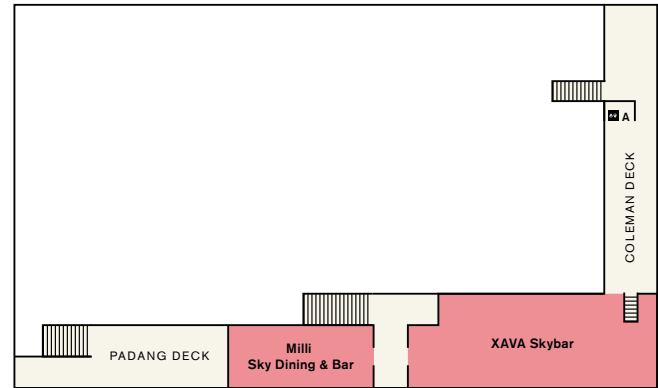 A
COLEMAN DECK
PADANG DECK
Milli
Sky Dining & Bar
XAVA Skybar